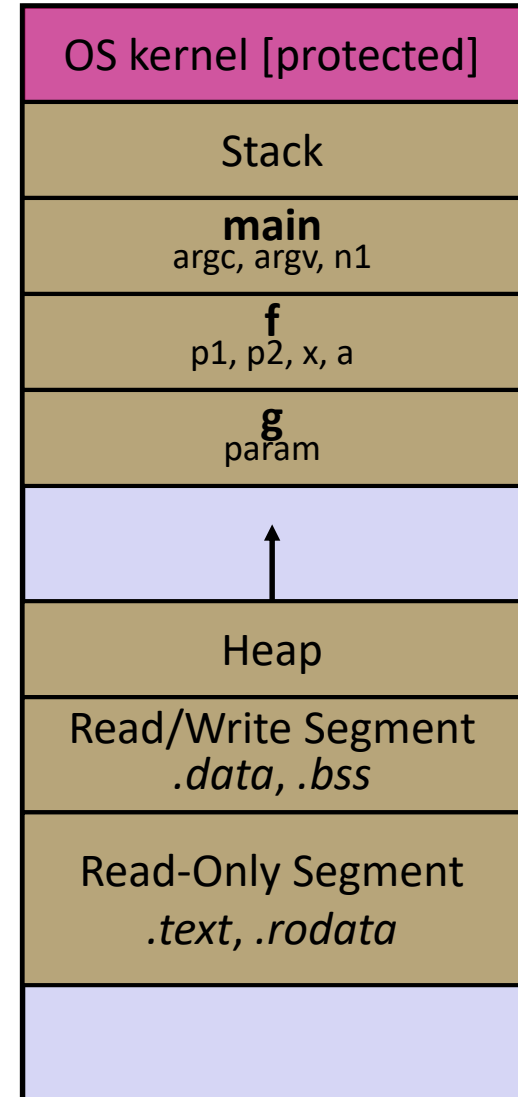 OS kernel [protected]
Stack
main
argc, argv, n1
f
p1, p2, x, a
g
param
Heap
Read/Write Segment
.data, .bss
Read-Only Segment
.text, .rodata